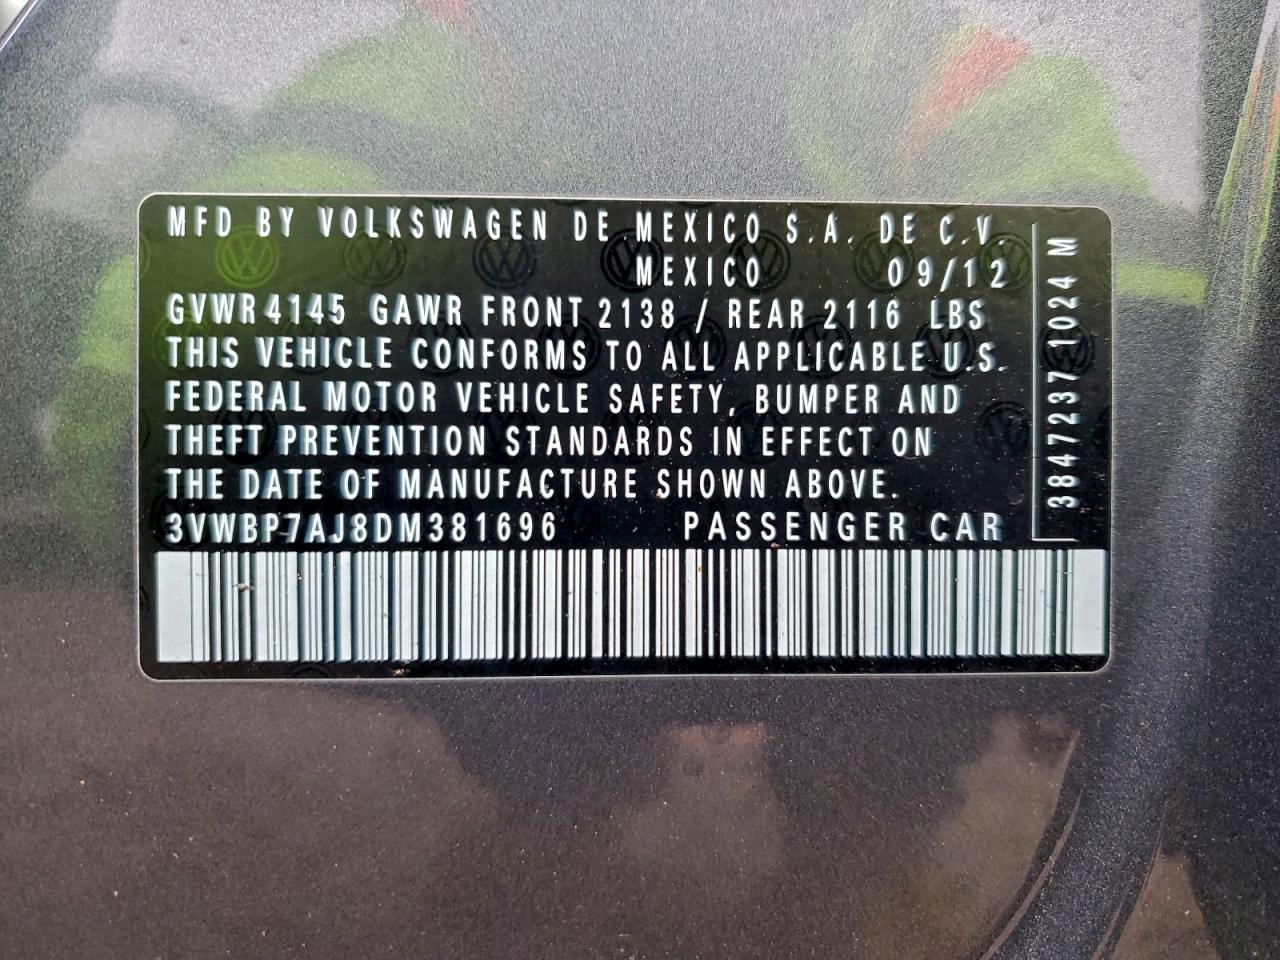 MFD BY VOLKSWAGEN DE MEXICO S.A. DE C.V.
MEXICO 09/12
GVWR 4145 GAWR FRONT 2138 / REAR 2116 LBS
THIS VEHICLE CONFORMS TO ALL APPLICABLE U.S.
FEDERAL MOTOR VEHICLE SAFETY, BUMPER AND
THEFT PREVENTION STANDARDS IN EFFECT ON
THE DATE OF MANUFACTURE SHOWN ABOVE.
3VWBP7AJ8DM381696 PASSENGER CAR
38472371024 M